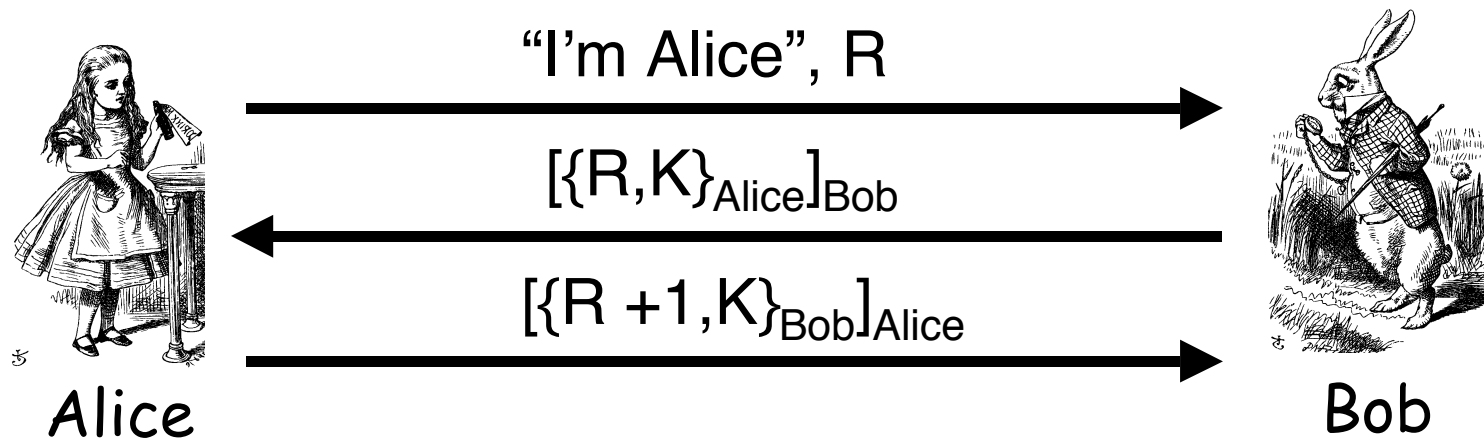 “I’m Alice”, R
[{R,K}Alice]Bob
[{R +1,K}Bob]Alice
Alice
Bob